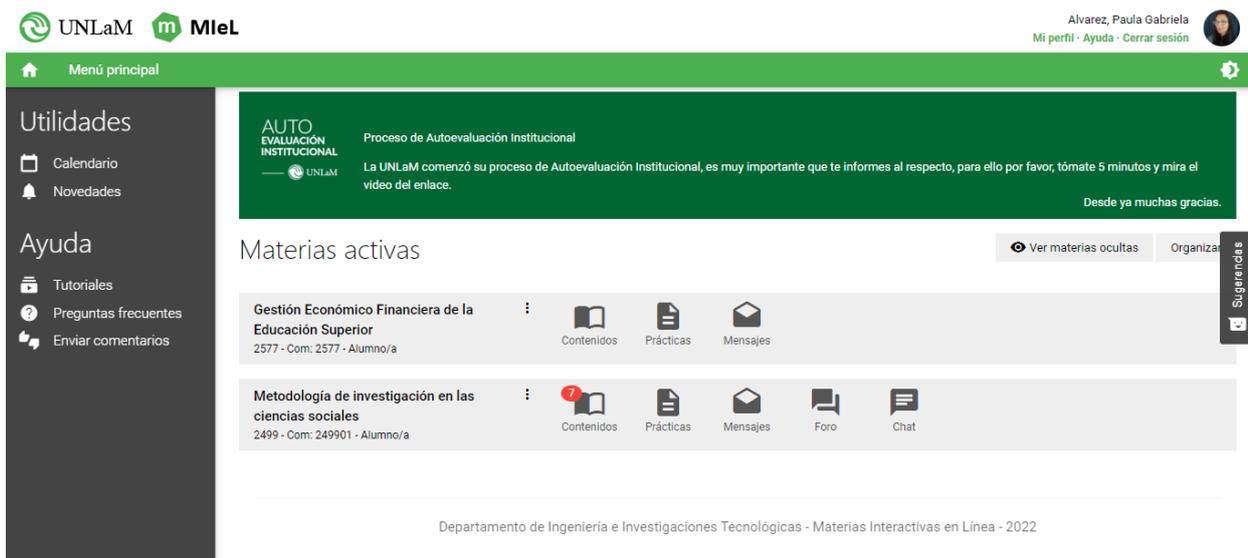 UNLaM MIeL
Alvarez, Paula Gabriela
Mi perfil · Ayuda · Cerrar sesión
Menú principal
Utilidades
Calendario
Novedades
Ayuda
Tutoriales
Preguntas frecuentes
Enviar comentarios
AUTO
EVALUACIÓN
INSTITUCIONAL
UNLaM
Proceso de Autoevaluación Institucional
La UNLaM comenzó su proceso de Autoevaluación Institucional, es muy importante que te informes al respecto, para ello por favor, tómate 5 minutos y mira el
video del enlace.
Desde ya muchas gracias.
Materias activas
Ver materias ocultas
Organizar
Sugerencias
Gestión Económico Financiera de la
Educación Superior
2577 - Com: 2577 - Alumno/a
Contenidos
Prácticas
Mensajes
Metodología de investigación en las
ciencias sociales
2499 - Com: 249901 - Alumno/a
7
Contenidos
Prácticas
Mensajes
Foro
Chat
Departamento de Ingeniería e Investigaciones Tecnológicas - Materias Interactivas en Línea - 2022